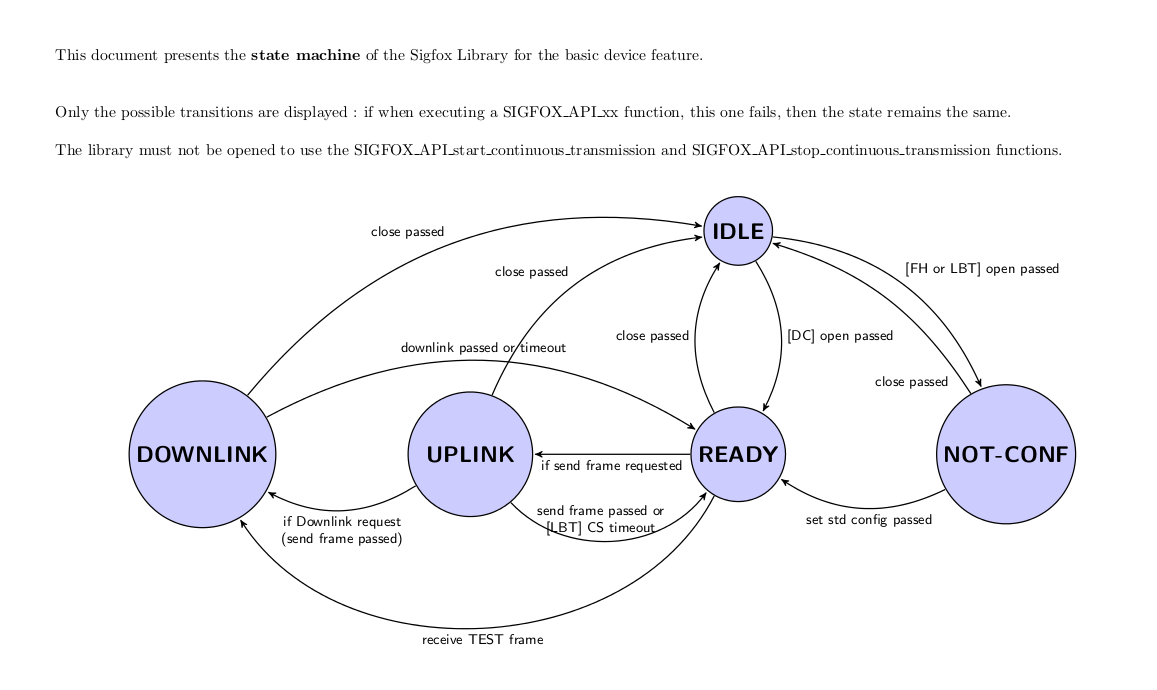 This document presents the state machine of the Sigfox Library for the basic device feature.
Only the possible transitions are displayed : if when executing a SIGFOX_API_xx function, this one fails, then the state remains the same.
The library must not be opened to use the SIGFOX_API_start_continuous_transmission and SIGFOX_API_stop_continuous_transmission functions.
IDLE
close passed
[FH or LBT] open passed
close passed
close passed
[DC] open passed
downlink passed or timeout
close passed
DOWNLINK
UPLINK
READY
NOT-CONF
if send frame requested
send frame passed or
[LBT] CS timeout
if Downlink request
(send frame passed)
set std config passed
receive TEST frame